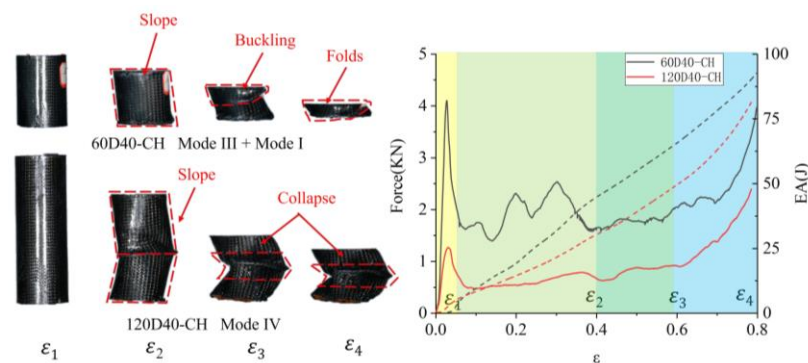 Slope
Buckling
Folds
60D40-CH Mode III + Mode I
Slope
Collapse
120D40-CH Mode IV
ε₁ ε₂ ε₃ ε₄
60D40-CH
120D40-CH
Force(KN)
5
4
3
2
1
0
EA(J)
100
75
50
25
0
ε₁ ε₂ ε₃ ε₄
0.0 0.2 0.4 0.6 0.8
ε